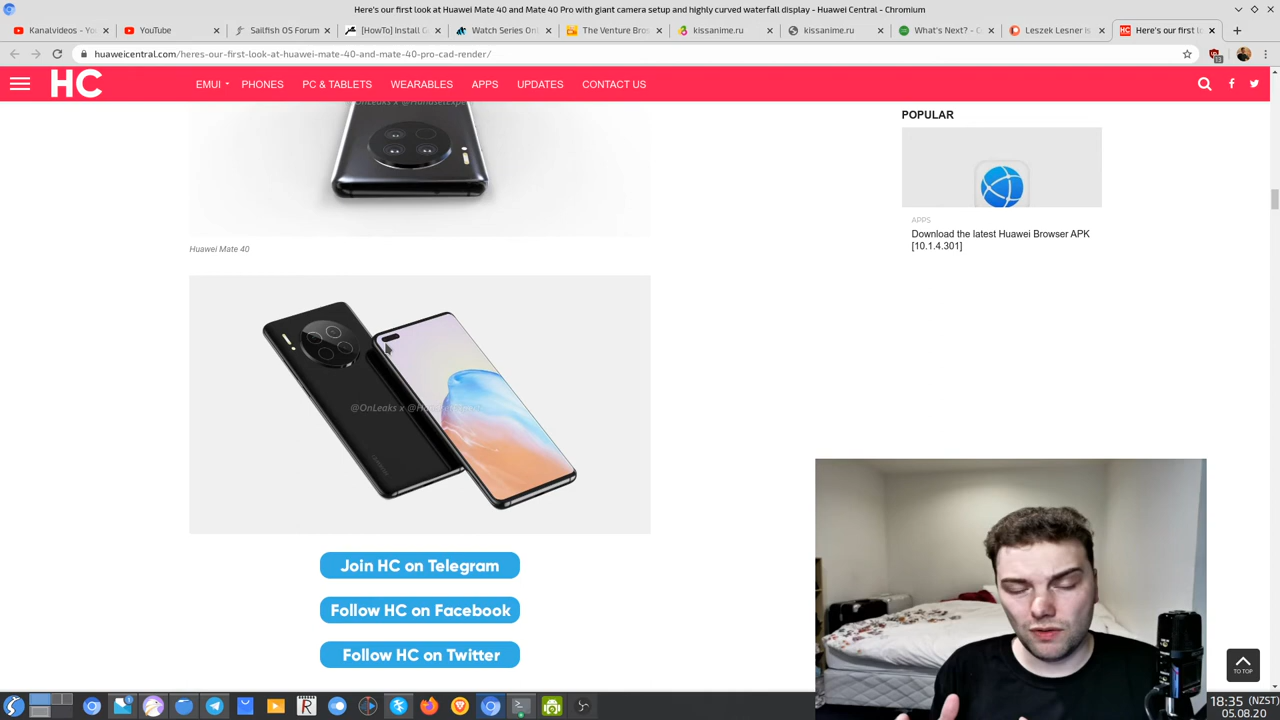 Here's our first look at Huawei Mate 40 and Mate 40 Pro with giant camera setup and highly curved waterfall display - Huawei Central - Chromium
Kanalvideos - Yo
YouTube
Sailfish OS Forum
[HowTo] Install
Watch Series Onl
The Venture Bros
kissanime.ru
kissanime.ru
What's Next? - C
Leszek Lesner is
Here's our first l
huaweicentral.com/heres-our-first-look-at-huawei-mate-40-and-mate-40-pro-cad-render/
13
HC
EMUI
PHONES
PC & TABLETS
WEARABLES
APPS
UPDATES
CONTACT US
POPULAR
APPS
Download the latest Huawei Browser APK
[10.1.4.301]
Huawei Mate 40
@OnLeaks x
Join HC on Telegram
Follow HC on Facebook
Follow HC on Twitter
TO TOP
18:35 (NZST)
05.08.20